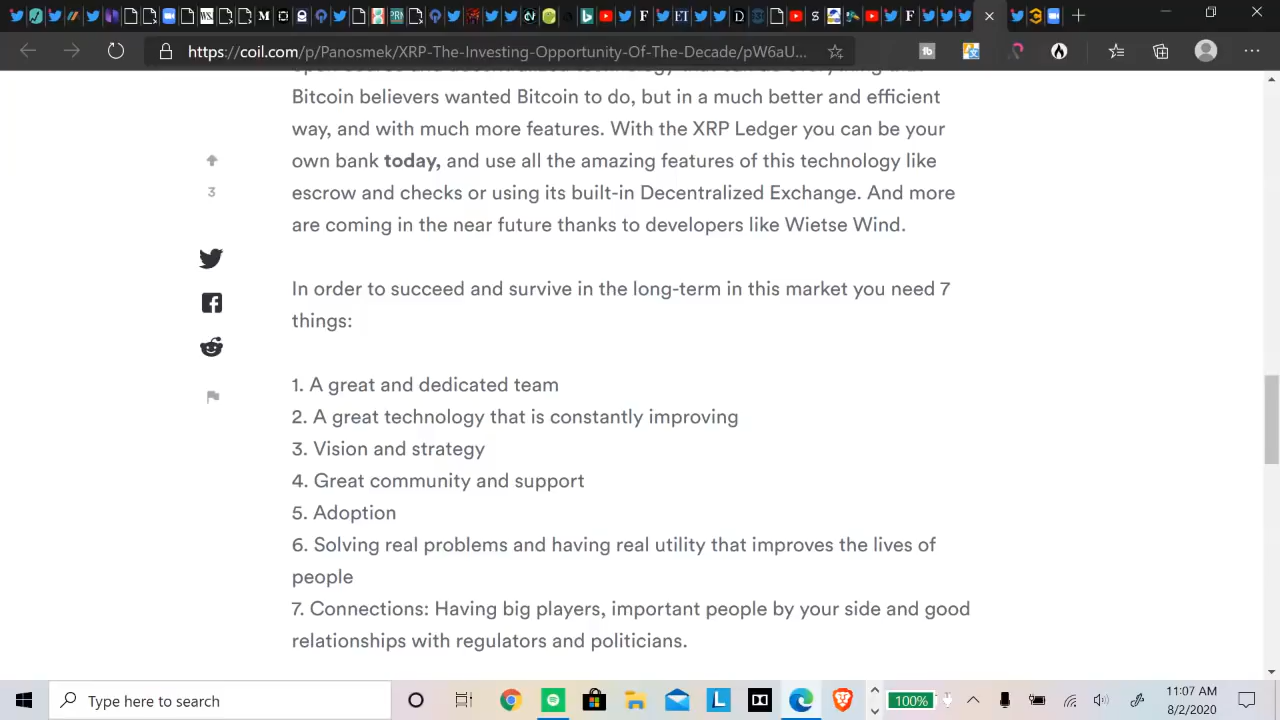 https://coil.com/p/Panosmek/XRP-The-Investing-Opportunity-Of-The-Decade/pW6aU...
Bitcoin believers wanted Bitcoin to do, but in a much better and efficient
way, and with much more features. With the XRP Ledger you can be your
own bank today, and use all the amazing features of this technology like
escrow and checks or using its built-in Decentralized Exchange. And more
are coming in the near future thanks to developers like Wietse Wind.
3
In order to succeed and survive in the long-term in this market you need 7
things:
1. A great and dedicated team
2. A great technology that is constantly improving
3. Vision and strategy
4. Great community and support
5. Adoption
6. Solving real problems and having real utility that improves the lives of
people
7. Connections: Having big players, important people by your side and good
relationships with regulators and politicians.
Type here to search
100%
11:07 AM
8/2/2020